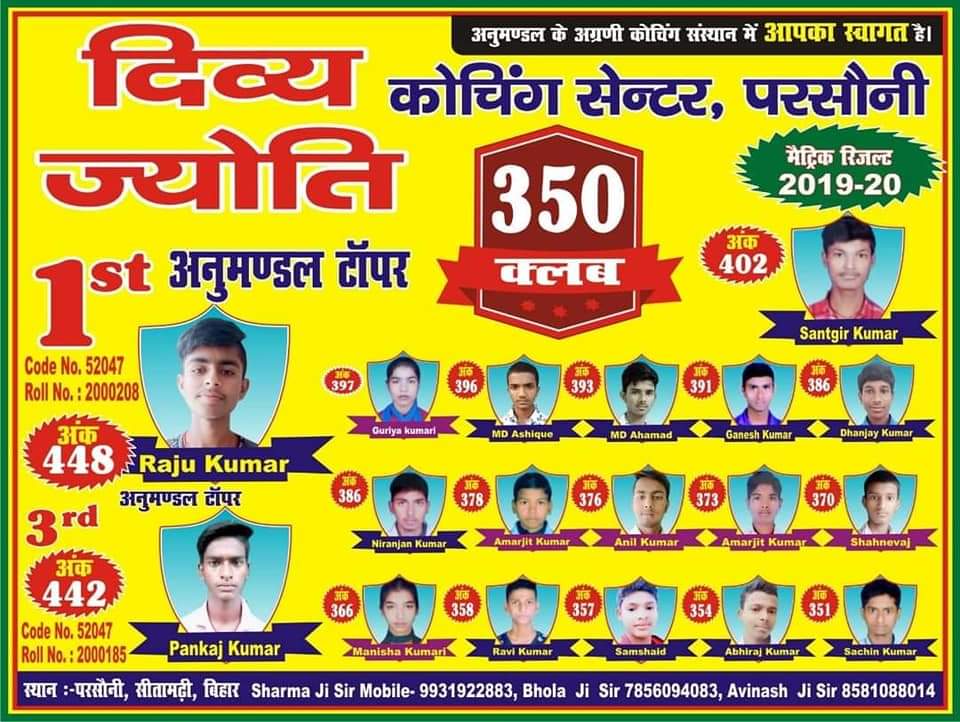 अनुमण्डल के अग्रणी कोचिंग संस्थान में आपका स्वागत है।
दिव्य
ज्योति
कोचिंग सेन्टर, परसौनी
350
क्लब
मैट्रिक रिजल्ट
2019-20
1st अनुमण्डल टॉपर
Code No. 52047
Roll No. : 2000208
अंक
448
Raju Kumar
अनुमण्डल टॉपर
3rd
अंक
442
Code No. 52047
Roll No. : 2000185
Pankaj Kumar
अंक
402
Santgir Kumar
अंक
397
Guriya kumari
अंक
396
MD Ashique
अंक
393
MD Ahamad
अंक
391
Ganesh Kumar
अंक
386
Dhanjay Kumar
अंक
386
Niranjan Kumar
अंक
378
Amarjit Kumar
अंक
376
Anil Kumar
अंक
373
Amarjit Kumar
अंक
370
Shahnevaj
अंक
366
Manisha Kumari
अंक
358
Ravi Kumar
अंक
357
Samshald
अंक
354
Abhiraj Kumar
अंक
351
Sachin Kumar
स्थान :-परसौनी, सीतामढ़ी, बिहार Sharma Ji Sir Mobile- 9931922883, Bhola Ji Sir 7856094083, Avinash Ji Sir 8581088014